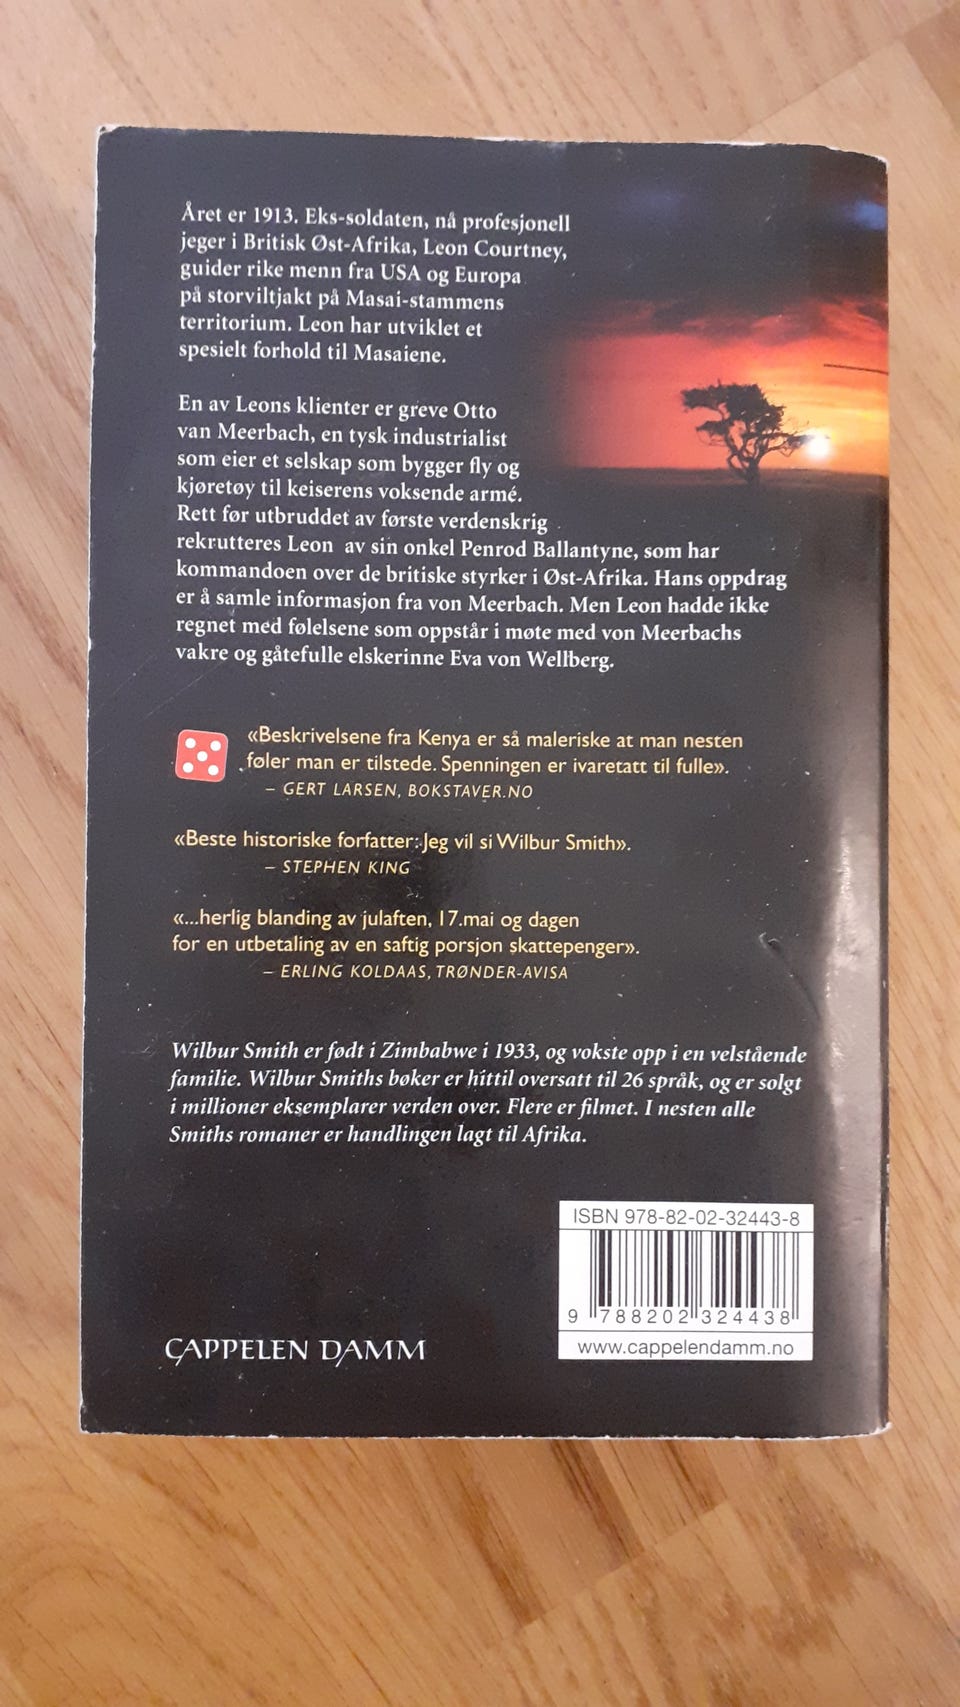 Året er 1913. Eks-soldaten, nå profesjonell
jeger i Britisk Øst-Afrika, Leon Courtney,
guider rike menn fra USA og Europa
på storviltjakt på Masai-stammens
territorium. Leon har utviklet et
spesielt forhold til Masaiene.
En av Leons klienter er greve Otto
van Meerbach, en tysk industrialist
som eier et selskap som bygger fly og
kjøretøy til keiserens voksende armé.
Rett før utbruddet av første verdenskrig
rekrutteres Leon av sin onkel Penrod Ballantyne, som har
kommandoen over de britiske styrker i Øst-Afrika. Hans oppdrag
er å samle informasjon fra von Meerbach. Men Leon hadde ikke
regnet med følelsene som oppstår i møte med von Meerbachs
vakre og gåtefulle elskerinne Eva von Wellberg.
«Beskrivelsene fra Kenya er så maleriske at man nesten
føler man er tilstede. Spenningen er ivaretatt til fulle».
– GERT LARSEN, BOKSTAVER.NO
«Beste historiske forfatter: Jeg vil si Wilbur Smith».
– STEPHEN KING
«...herlig blanding av julaften, 17.mai og dagen
for en utbetaling av en saftig porsjon skattepenger».
– ERLING KOLDAAS, TRØNDER-AVISA
Wilbur Smith er født i Zimbabwe i 1933, og vokste opp i en velstående
familie. Wilbur Smiths bøker er hittil oversatt til 26 språk, og er solgt
i millioner eksemplarer verden over. Flere er filmet. I nesten alle
Smiths romaner er handlingen lagt til Afrika.
ISBN 978-82-02-32443-8
9 788202 324438
www.cappelendamm.no
CAPPELEN DAMM